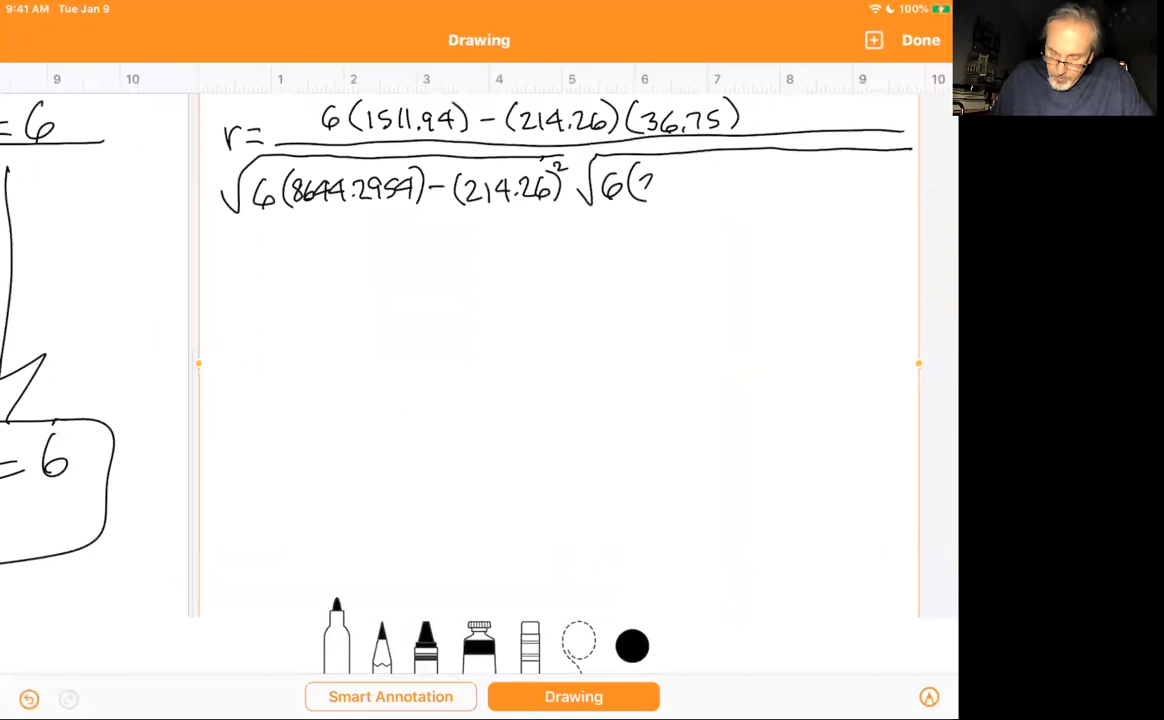 9:41 AM Tue Jan 9
100%
Drawing
Done
9 10 1 2 3 4 5 6 7 8 9 10
= 6
r = 6(1511.94) - (214.26)(36.75)
√6(8644.2954) - (214.26)² √6(
= 6
Smart Annotation
Drawing